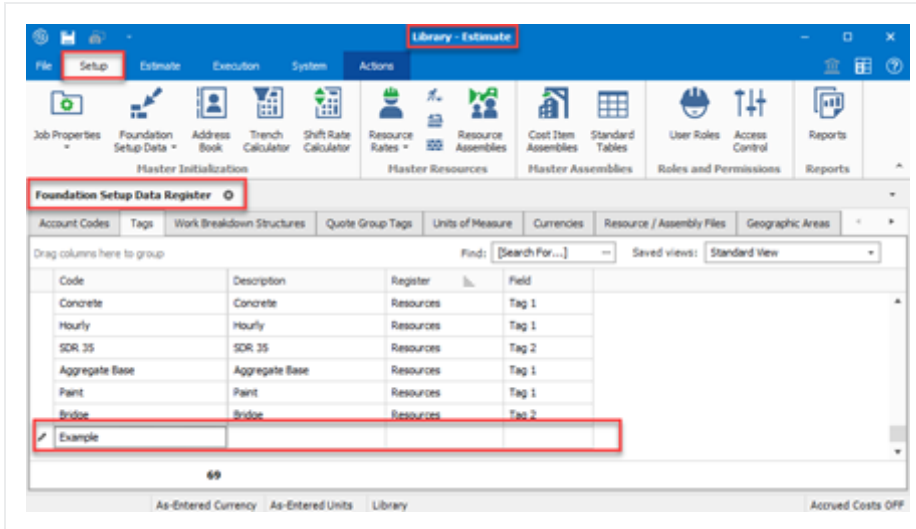 Library - Estimate
File Setup Estimate Execution System Actions
Job Properties Foundation Setup Data Address Book Trench Calculator Shift Rate Calculator Resource Rates Resource Assemblies Cost Item Assemblies Standard Tables User Roles Access Control Reports
Master Initialization Master Resources Master Assemblies Roles and Permissions Reports
Foundation Setup Data Register
Account Codes Tags Work Breakdown Structures Quote Group Tags Units of Measure Currencies Resource / Assembly Files Geographic Areas
Drag columns here to group Find: [Search For...] Saved views: Standard View
Code Description Register Field
Concrete Concrete Resources Tag 1
Hourly Hourly Resources Tag 1
SDR 35 SDR 35 Resources Tag 2
Aggregate Base Aggregate Base Resources Tag 1
Paint Paint Resources Tag 1
Bridge Bridge Resources Tag 2
Example
69
As-Entered Currency As-Entered Units Library Accrued Costs OFF